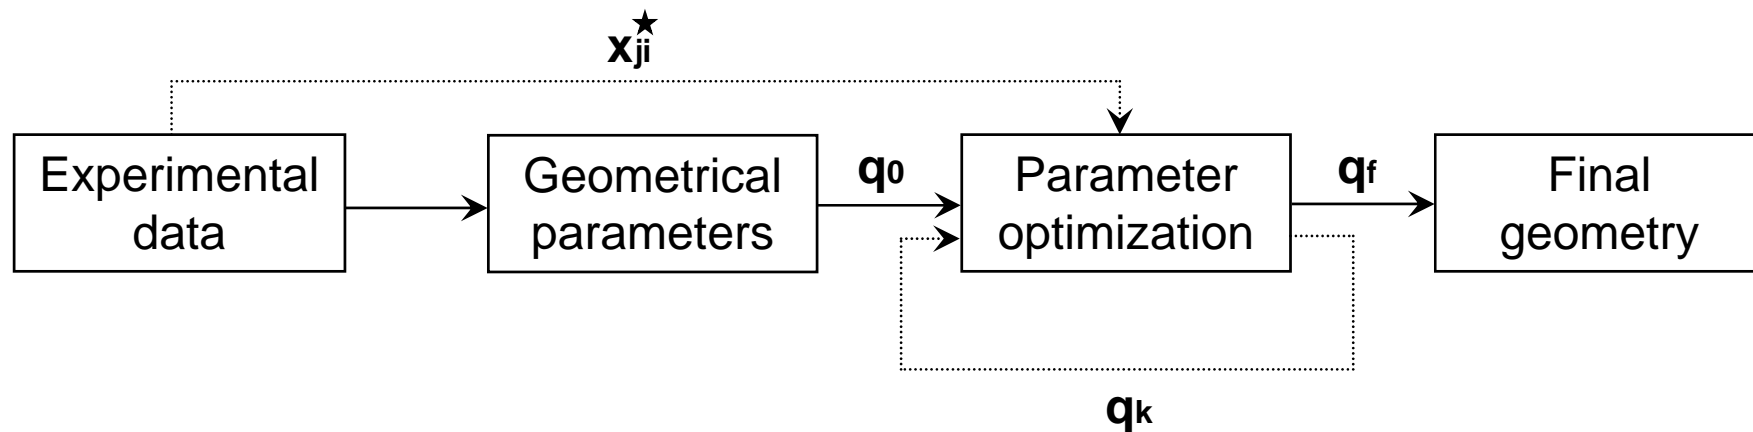 x★ji
Experimental
data
Geometrical
parameters
q0
Parameter
optimization
qf
Final
geometry
qk